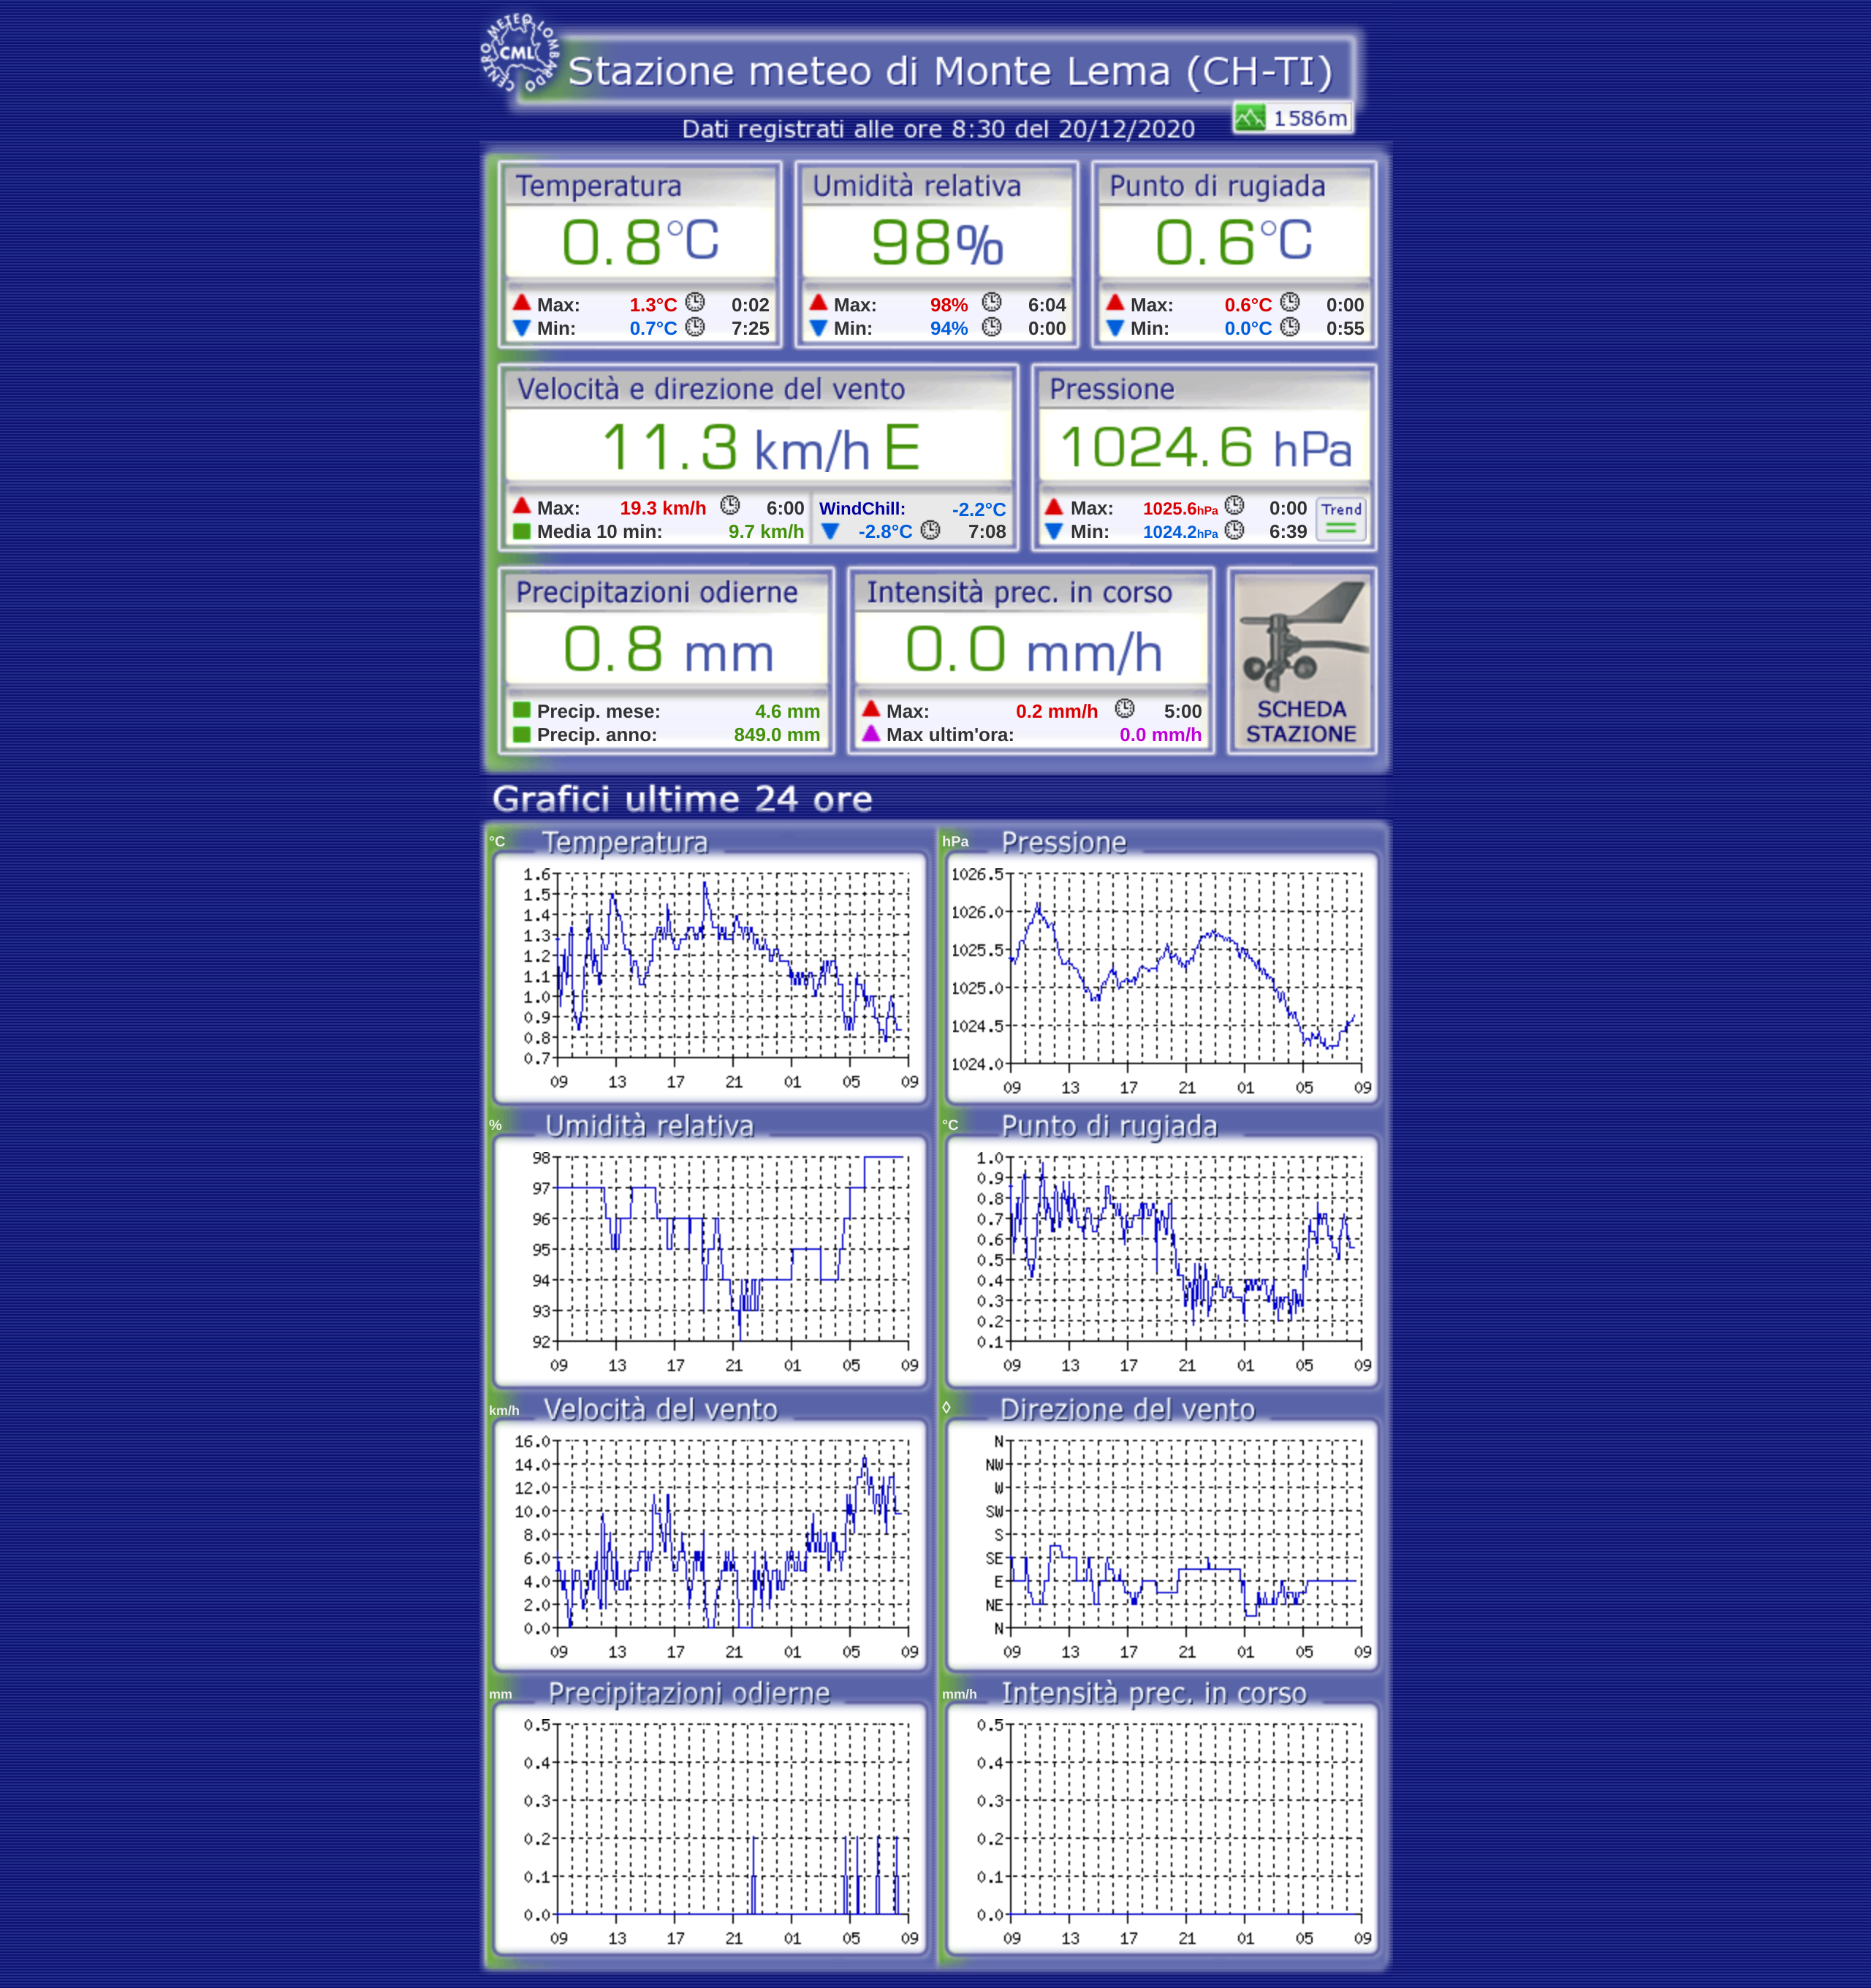 CENTRO METEO LOMBARDO
CML
Stazione meteo di Monte Lema (CH-TI)
1586m
Dati registrati alle ore 8:30 del 20/12/2020
Temperatura
0.8°C
Max: 1.3°C 0:02
Min: 0.7°C 7:25
Umidità relativa
98%
Max: 98% 6:04
Min: 94% 0:00
Punto di rugiada
0.6°C
Max: 0.6°C 0:00
Min: 0.0°C 0:55
Velocità e direzione del vento
11.3 km/h E
Max: 19.3 km/h 6:00
Media 10 min: 9.7 km/h
WindChill: -2.2°C
-2.8°C 7:08
Pressione
1024.6 hPa
Max: 1025.6hPa 0:00
Min: 1024.2hPa 6:39
Trend
Precipitazioni odierne
0.8 mm
Precip. mese: 4.6 mm
Precip. anno: 849.0 mm
Intensità prec. in corso
0.0 mm/h
Max: 0.2 mm/h 5:00
Max ultim'ora: 0.0 mm/h
SCHEDA
STAZIONE
Grafici ultime 24 ore
°C Temperatura
1.6
1.5
1.4
1.3
1.2
1.1
1.0
0.9
0.8
0.7
09 13 17 21 01 05 09
hPa Pressione
1026.5
1026.0
1025.5
1025.0
1024.5
1024.0
09 13 17 21 01 05 09
% Umidità relativa
98
97
96
95
94
93
92
09 13 17 21 01 05 09
°C Punto di rugiada
1.0
0.9
0.8
0.7
0.6
0.5
0.4
0.3
0.2
0.1
09 13 17 21 01 05 09
km/h Velocità del vento
16.0
14.0
12.0
10.0
8.0
6.0
4.0
2.0
0.0
09 13 17 21 01 05 09
◊ Direzione del vento
N
NW
W
SW
S
SE
E
NE
N
09 13 17 21 01 05 09
mm Precipitazioni odierne
0.5
0.4
0.3
0.2
0.1
0.0
09 13 17 21 01 05 09
mm/h Intensità prec. in corso
0.5
0.4
0.3
0.2
0.1
0.0
09 13 17 21 01 05 09